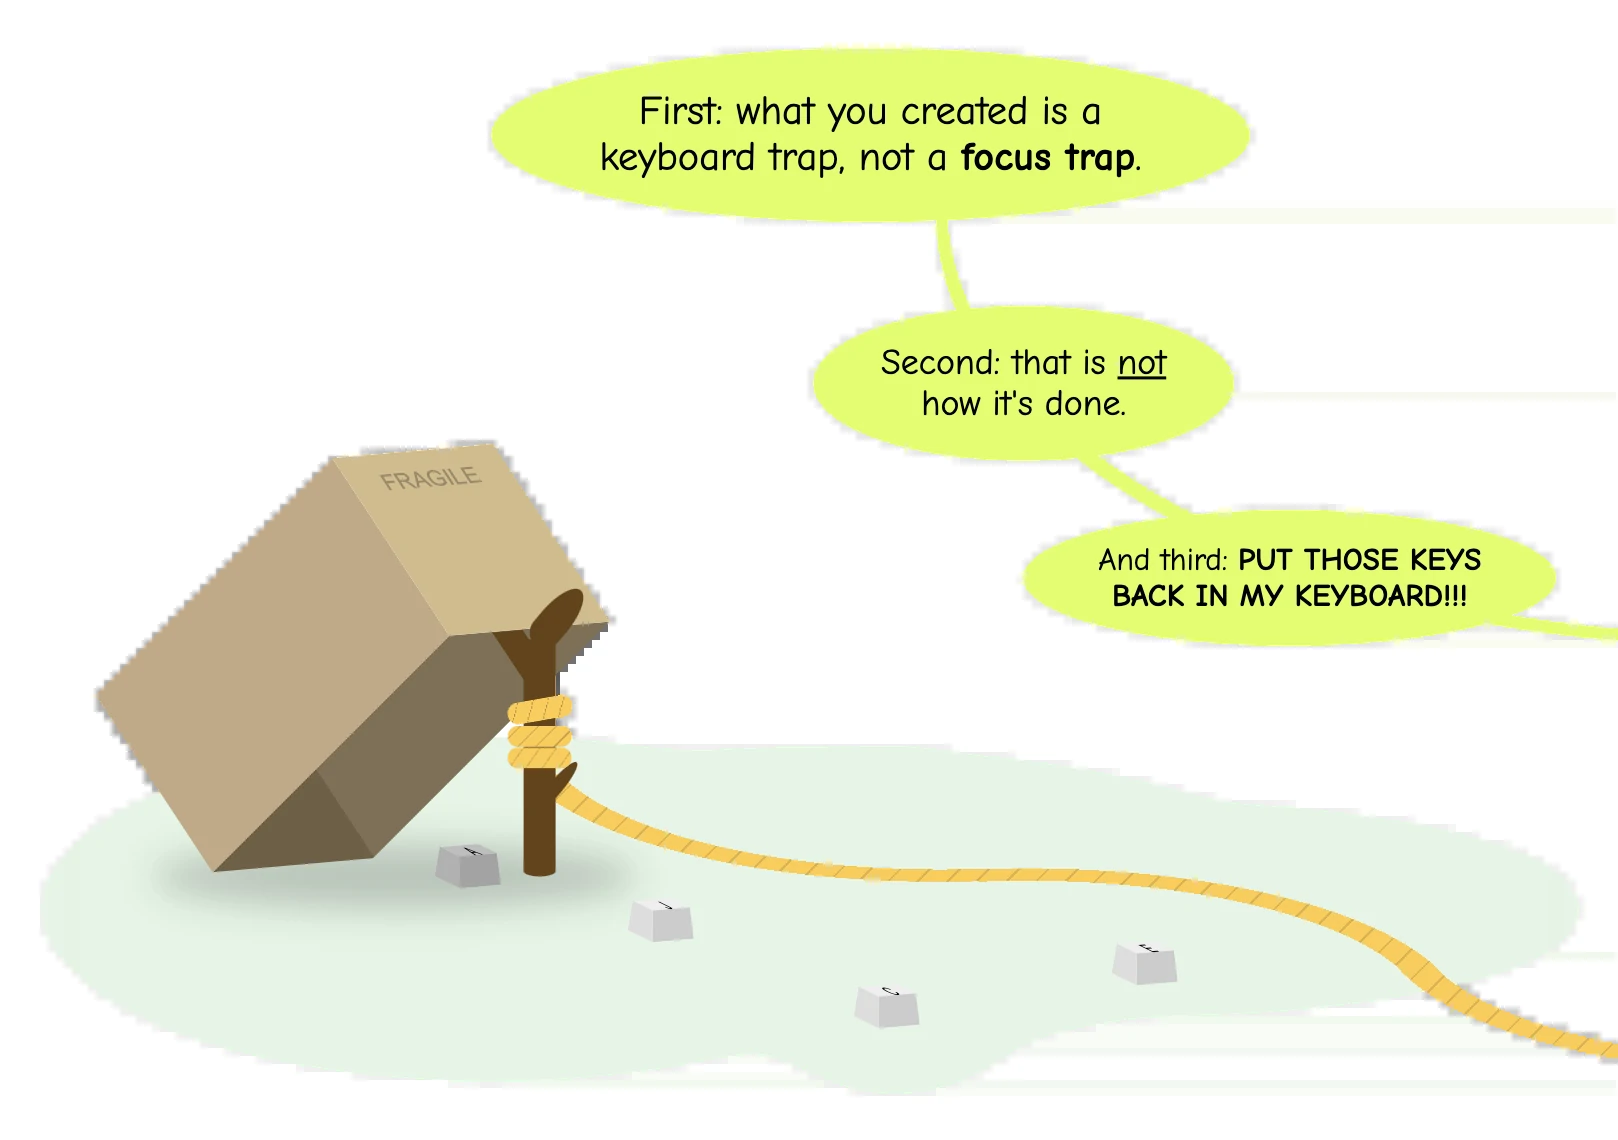 First: what you created is a
keyboard trap, not a focus trap.
Second: that is not
how it's done.
And third: PUT THOSE KEYS
BACK IN MY KEYBOARD!!!
FRAGILE
A
J
C
E